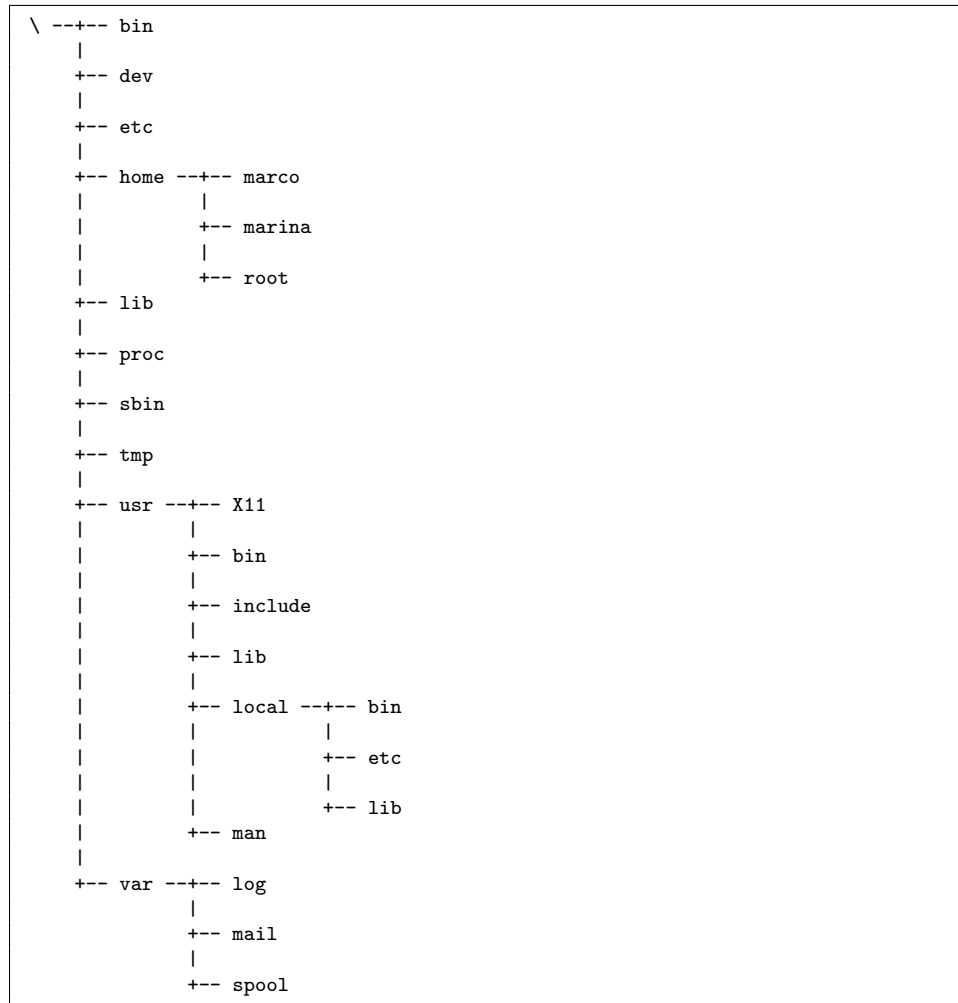 \ --+-- bin
    |
    +-- dev
    |
    +-- etc
    |
    +-- home --+-- marco
    |          |
    |          +-- marina
    |          |
    |          +-- root
    +-- lib
    |
    +-- proc
    |
    +-- sbin
    |
    +-- tmp
    |
    +-- usr --+-- X11
    |         |
    |         +-- bin
    |         |
    |         +-- include
    |         |
    |         +-- lib
    |         |
    |         +-- local --+-- bin
    |         |           |
    |         |           +-- etc
    |         |           |
    |         |           +-- lib
    |         +-- man
    |
    +-- var --+-- log
              |
              +-- mail
              |
              +-- spool